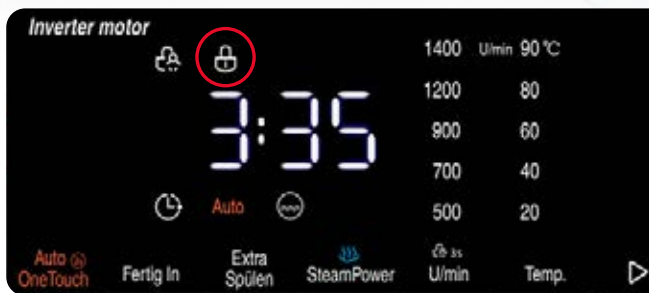 Inverter motor
1400 U/min 90 °C
1200 80
3:35
900 60
700 40
Auto
500 20
Auto
OneTouch
Fertig In
Extra
Spülen
SteamPower
3s
U/min
Temp.